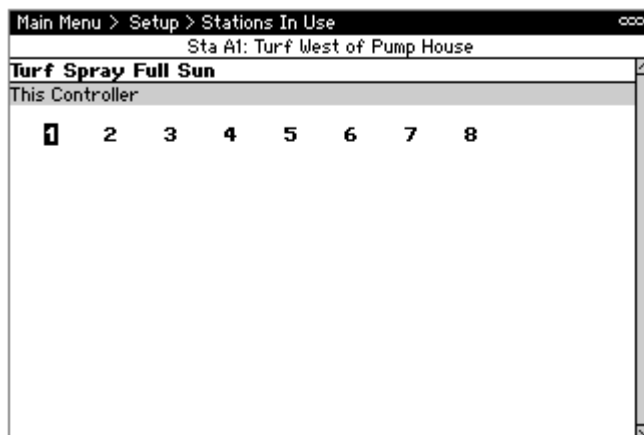 Main Menu > Setup > Stations In Use
Sta A1: Turf West of Pump House
Turf Spray Full Sun
This Controller
1 2 3 4 5 6 7 8